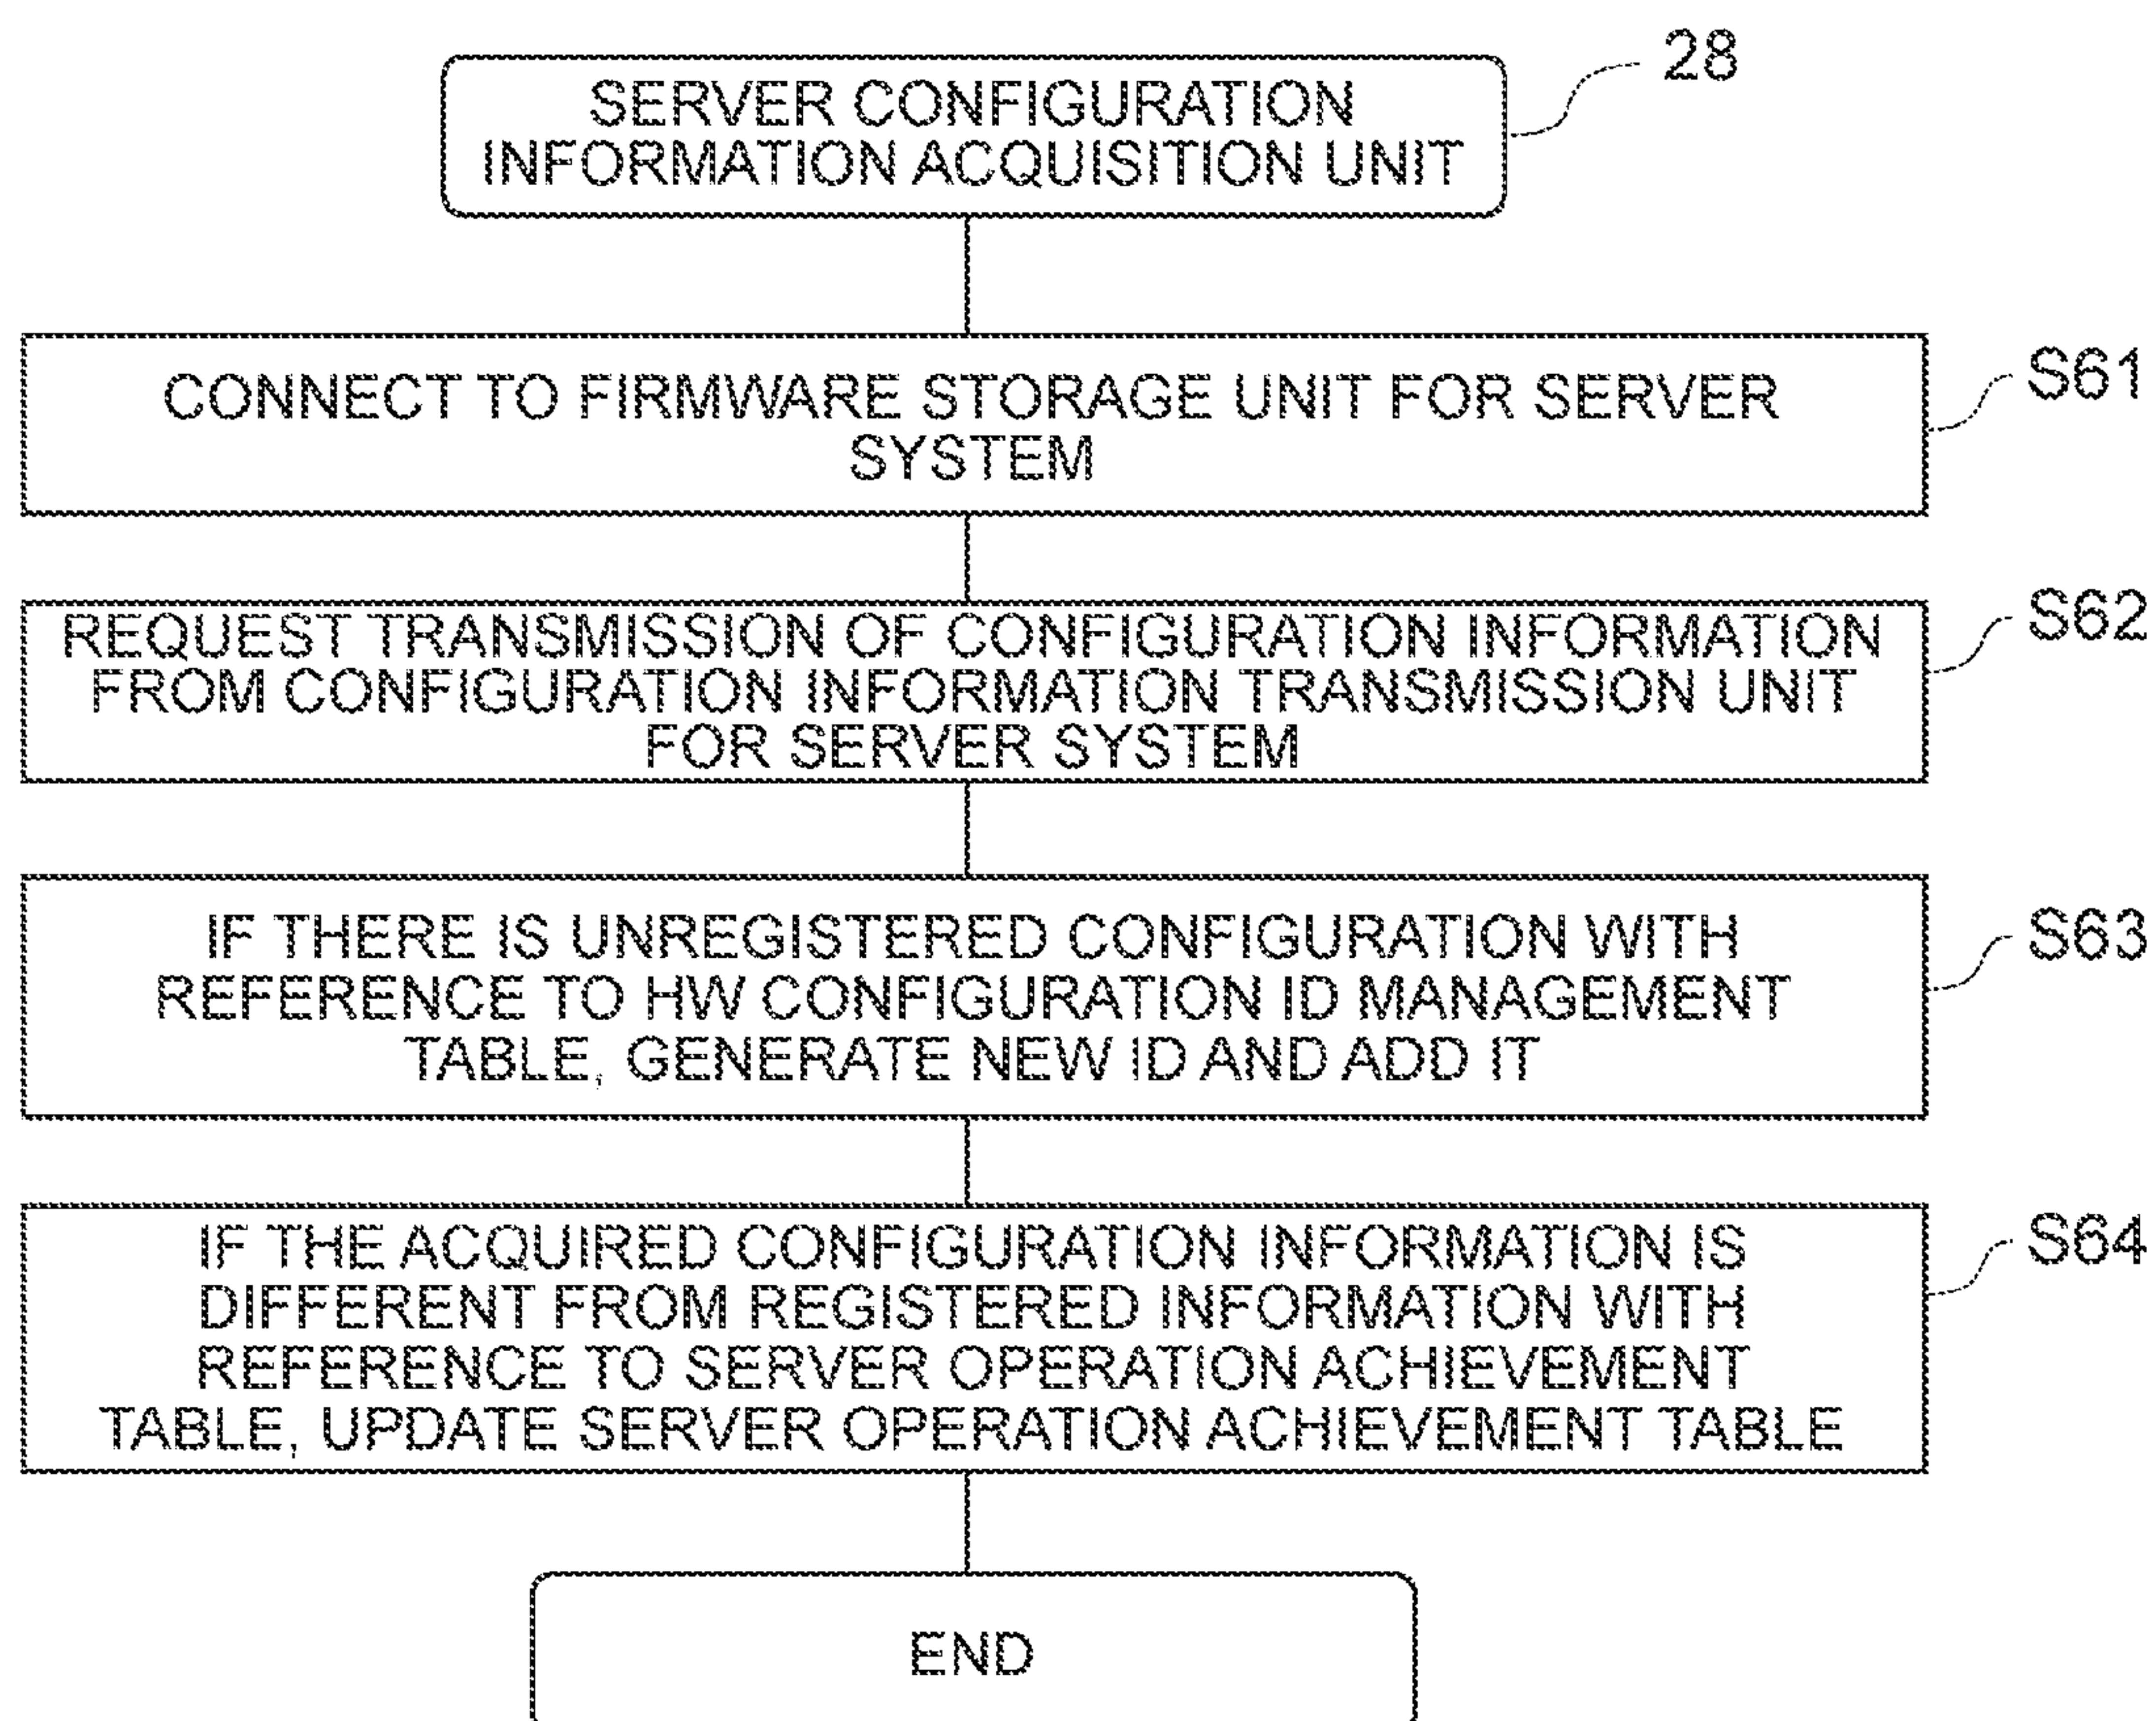 28
SERVER CONFIGURATION
INFORMATION ACQUISITION UNIT
S61
CONNECT TO FIRMWARE STORAGE UNIT FOR SERVER
SYSTEM
S62
REQUEST TRANSMISSION OF CONFIGURATION INFORMATION
FROM CONFIGURATION INFORMATION TRANSMISSION UNIT
FOR SERVER SYSTEM
S63
IF THERE IS UNREGISTERED CONFIGURATION WITH
REFERENCE TO HW CONFIGURATION ID MANAGEMENT
TABLE, GENERATE NEW ID AND ADD IT
S64
IF THE ACQUIRED CONFIGURATION INFORMATION IS
DIFFERENT FROM REGISTERED INFORMATION WITH
REFERENCE TO SERVER OPERATION ACHIEVEMENT
TABLE, UPDATE SERVER OPERATION ACHIEVEMENT TABLE
END